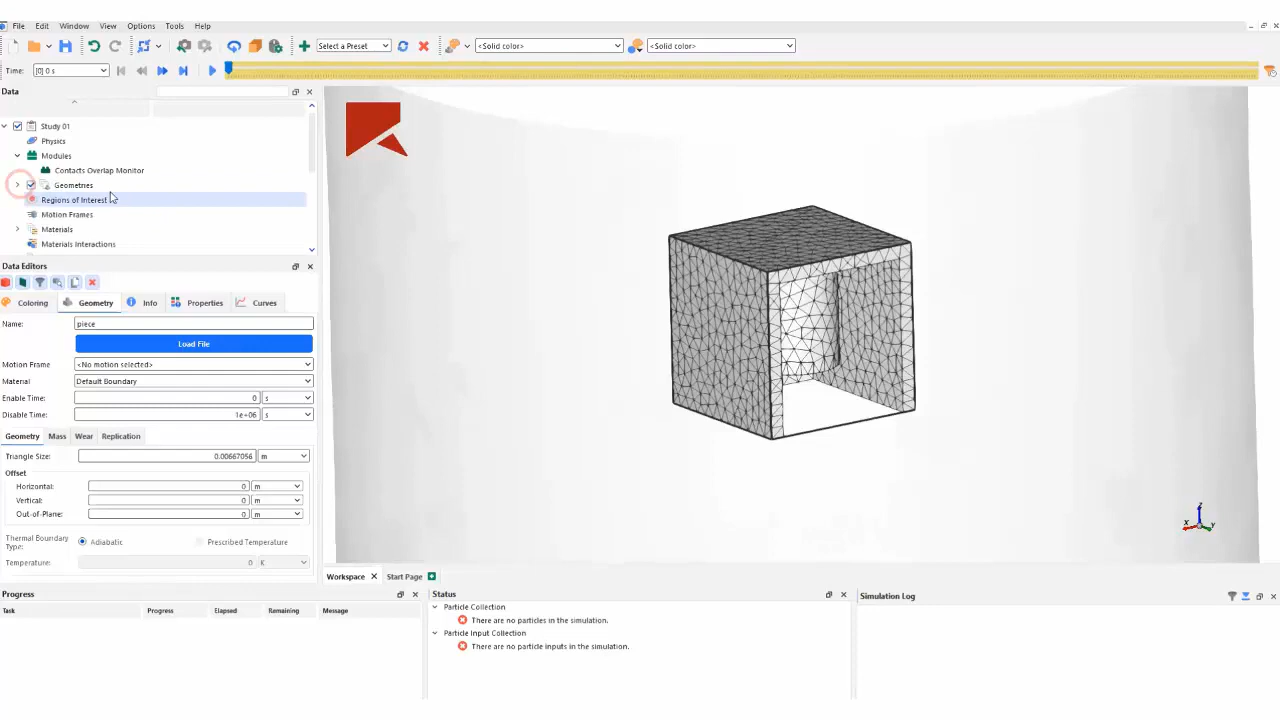 File Edit Window View Options Tools Help
Select a Preset <Solid color> <Solid color>
Time: [0] 0 s
Data
Study 01
Physics
Modules
Contacts Overlap Monitor
Geometries
Regions of Interest
Motion Frames
Materials
Materials Interactions
Data Editors
Coloring Geometry Info Properties Curves
Name: piece
Load File
Motion Frame <No motion selected>
Material Default Boundary
Enable Time: 0 s
Disable Time: 1e+06 s
Geometry Mass Wear Replication
Triangle Size: 0.00667056 m
Offset
Horizontal: 0 m
Vertical: 0 m
Out-of-Plane: 0 m
Thermal Boundary Type: Adiabatic Prescribed Temperature
Temperature: 0 K
X Z Y
Workspace Start Page
Progress
Task Progress Elapsed Remaining Message
Status
Particle Collection
There are no particles in the simulation.
Particle Input Collection
There are no particle inputs in the simulation.
Simulation Log